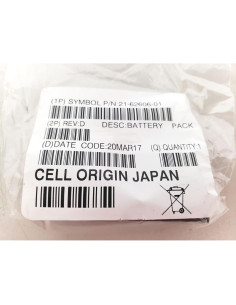 (1P) SYMBOL P/N 21-62606-01
(2P) REV:D DESC:BATTERY PACK
(D)DATE CODE:20MAR17 (Q) QUANTITY 1
CELL ORIGIN JAPAN